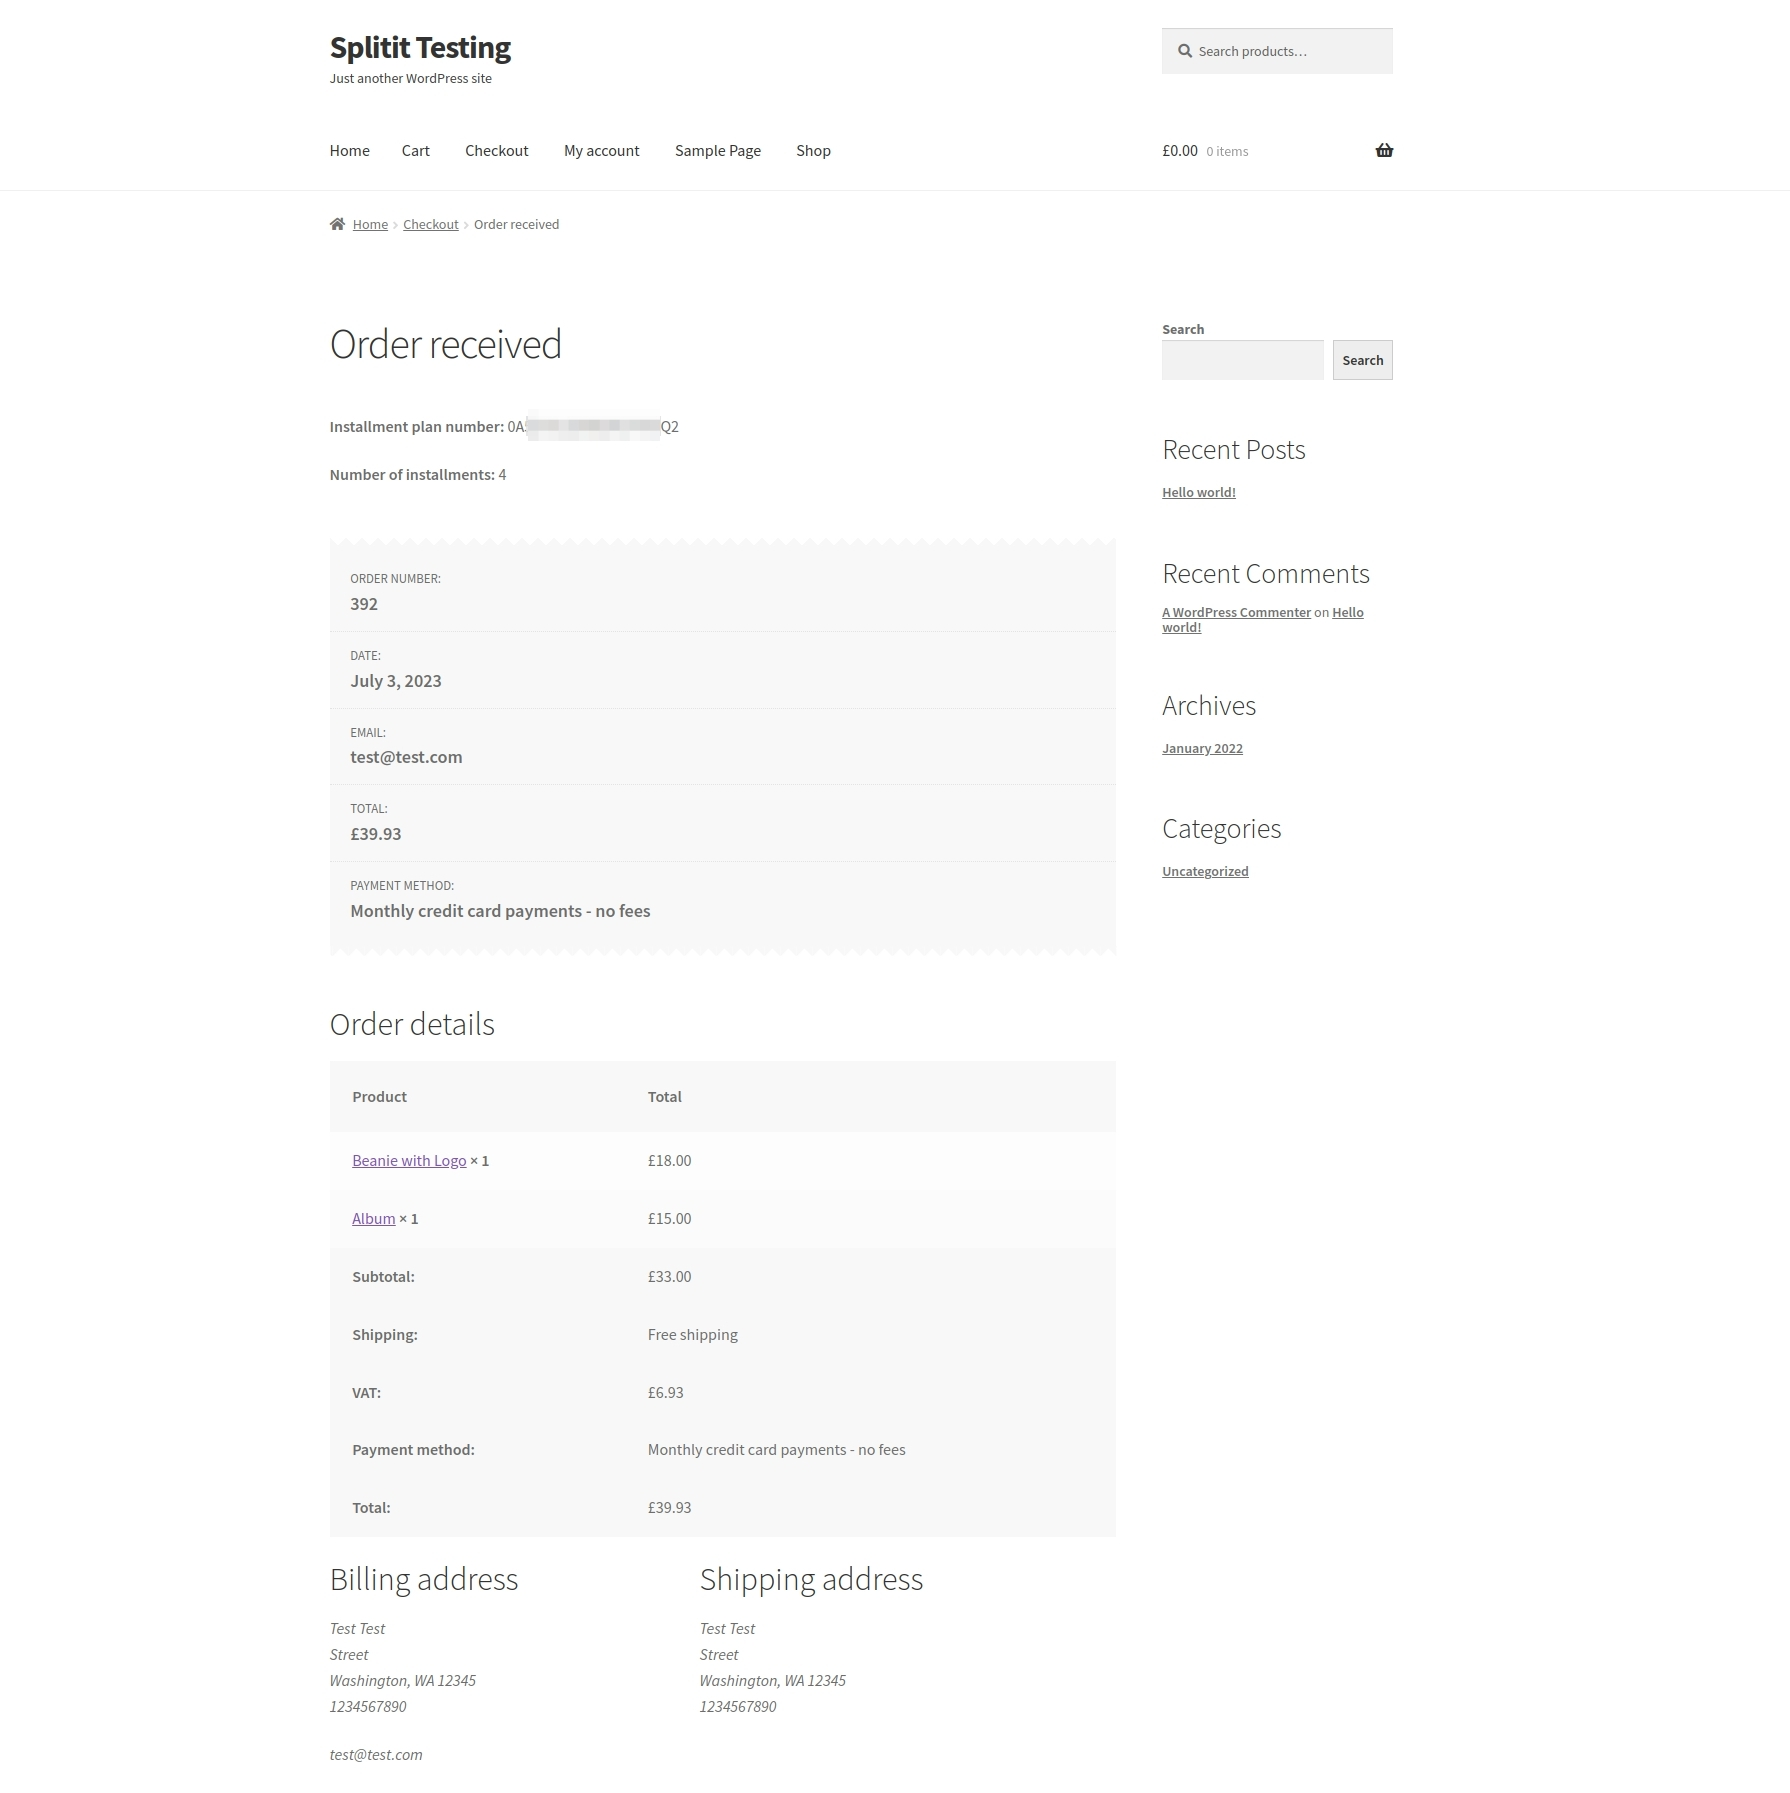 Splitit Testing
Just another WordPress site
Search products…
Home Cart Checkout My account Sample Page Shop
£0.00 0 items
Home › Checkout › Order received
Order received
Installment plan number: 0A Q2
Number of installments: 4
ORDER NUMBER:
392
DATE:
July 3, 2023
EMAIL:
test@test.com
TOTAL:
£39.93
PAYMENT METHOD:
Monthly credit card payments - no fees
Order details
Product Total
Beanie with Logo × 1 £18.00
Album × 1 £15.00
Subtotal: £33.00
Shipping: Free shipping
VAT: £6.93
Payment method: Monthly credit card payments - no fees
Total: £39.93
Billing address
Test Test
Street
Washington, WA 12345
1234567890
test@test.com
Shipping address
Test Test
Street
Washington, WA 12345
1234567890
Search
Search
Recent Posts
Hello world!
Recent Comments
A WordPress Commenter on Hello
world!
Archives
January 2022
Categories
Uncategorized